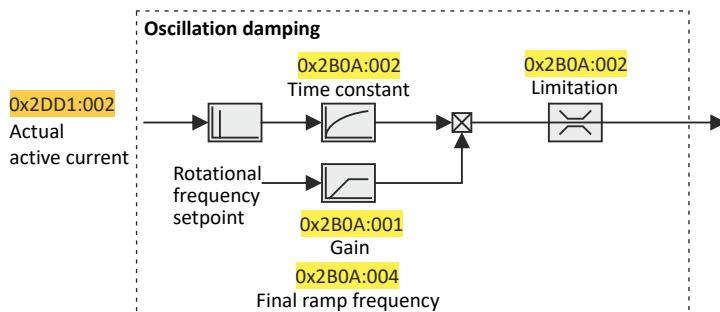 Oscillation damping
0x2B0A:002
Time constant
0x2B0A:002
Limitation
0x2DD1:002
Actual
active current
Rotational
frequency
setpoint
0x2B0A:001
Gain
0x2B0A:004
Final ramp frequency